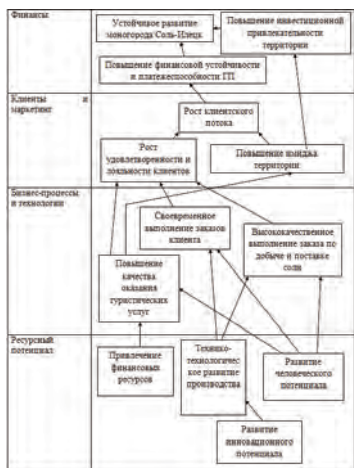 Финансы
Устойчивое развитие
моногорода Соль-Илецк
Повышение инвестиционной
привлекательности
территории
Повышение финансовой устойчивости
и платежеспособности ГП
Клиенты и
маркетинг
Рост клиентского
потока
Рост
удовлетворенности и
лояльности клиентов
Повышение имиджа
территории
Бизнес-процессы
и технологии
Своевременное
выполнение заказов
клиента
Высококачественное
выполнение заказа по
добыче и поставке
соли
Повышение
качества
оказания
туристических
услуг
Ресурсный
потенциал
Привлечение
финансовых
ресурсов
Технико-
технологичес
кое развитие
производства
Развитие
человеческого
потенциала
Развитие
инновационного
потенциала